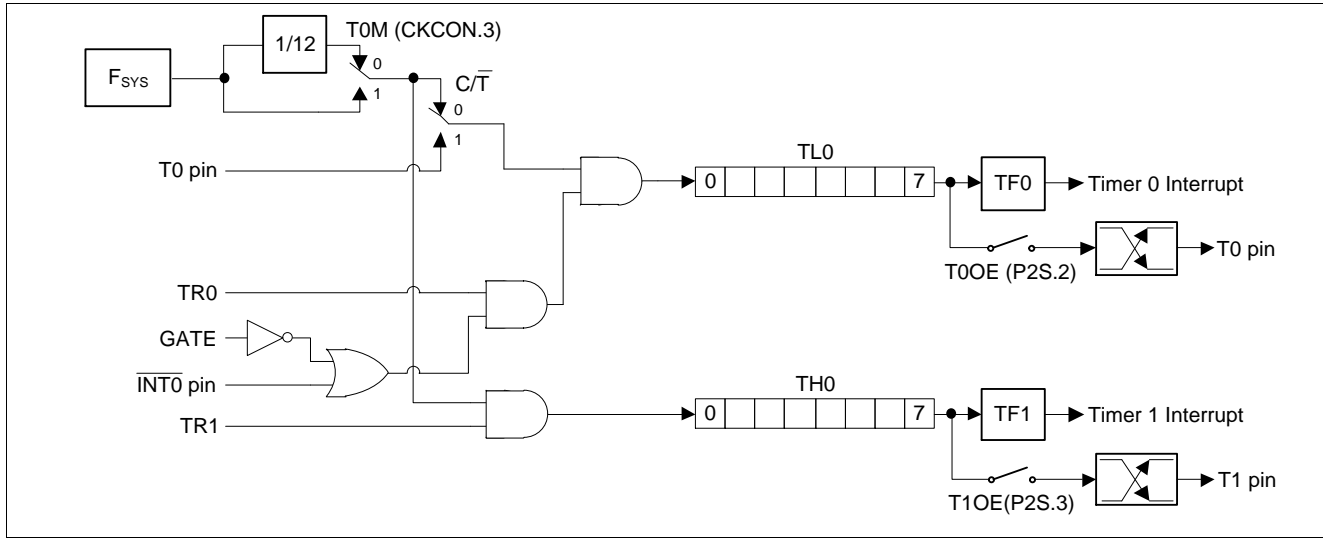 T0M (CKCON.3)
1/12
0
F_SYS
C/T̅
1
0
1
T0 pin
TL0
0 7
TF0
Timer 0 Interrupt
T0 pin
T0OE (P2S.2)
TR0
GATE
I̅N̅T̅0̅ pin
TR1
TH0
0 7
TF1
Timer 1 Interrupt
T1 pin
T1OE(P2S.3)